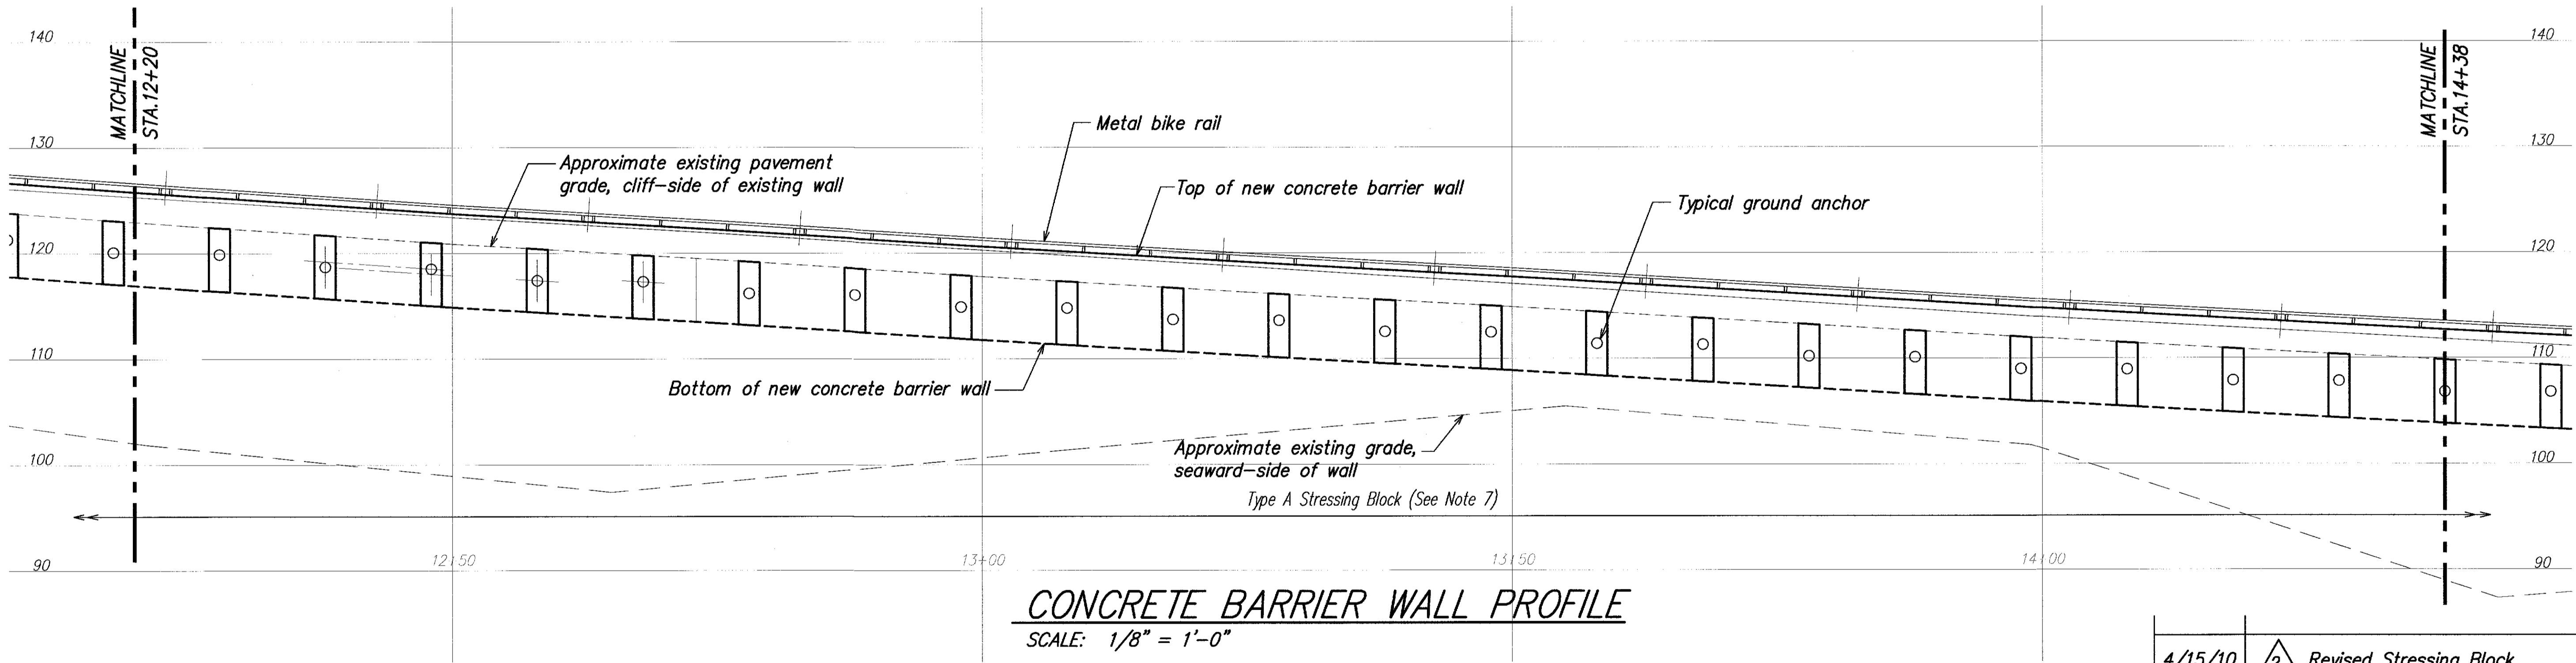 140
140
MATCHLINE
STA.12+20
MATCHLINE
STA.14+38
130
130
Metal bike rail
Approximate existing pavement
grade, cliff-side of existing wall
Top of new concrete barrier wall
Typical ground anchor
120
120
110
110
Bottom of new concrete barrier wall
Approximate existing grade,
seaward-side of wall
100
100
Type A Stressing Block (See Note 7)
12+50
13+00
13+50
14+00
90
90
CONCRETE BARRIER WALL PROFILE
SCALE: 1/8" = 1'-0"
4/15/10 2 Revised Stressing Block